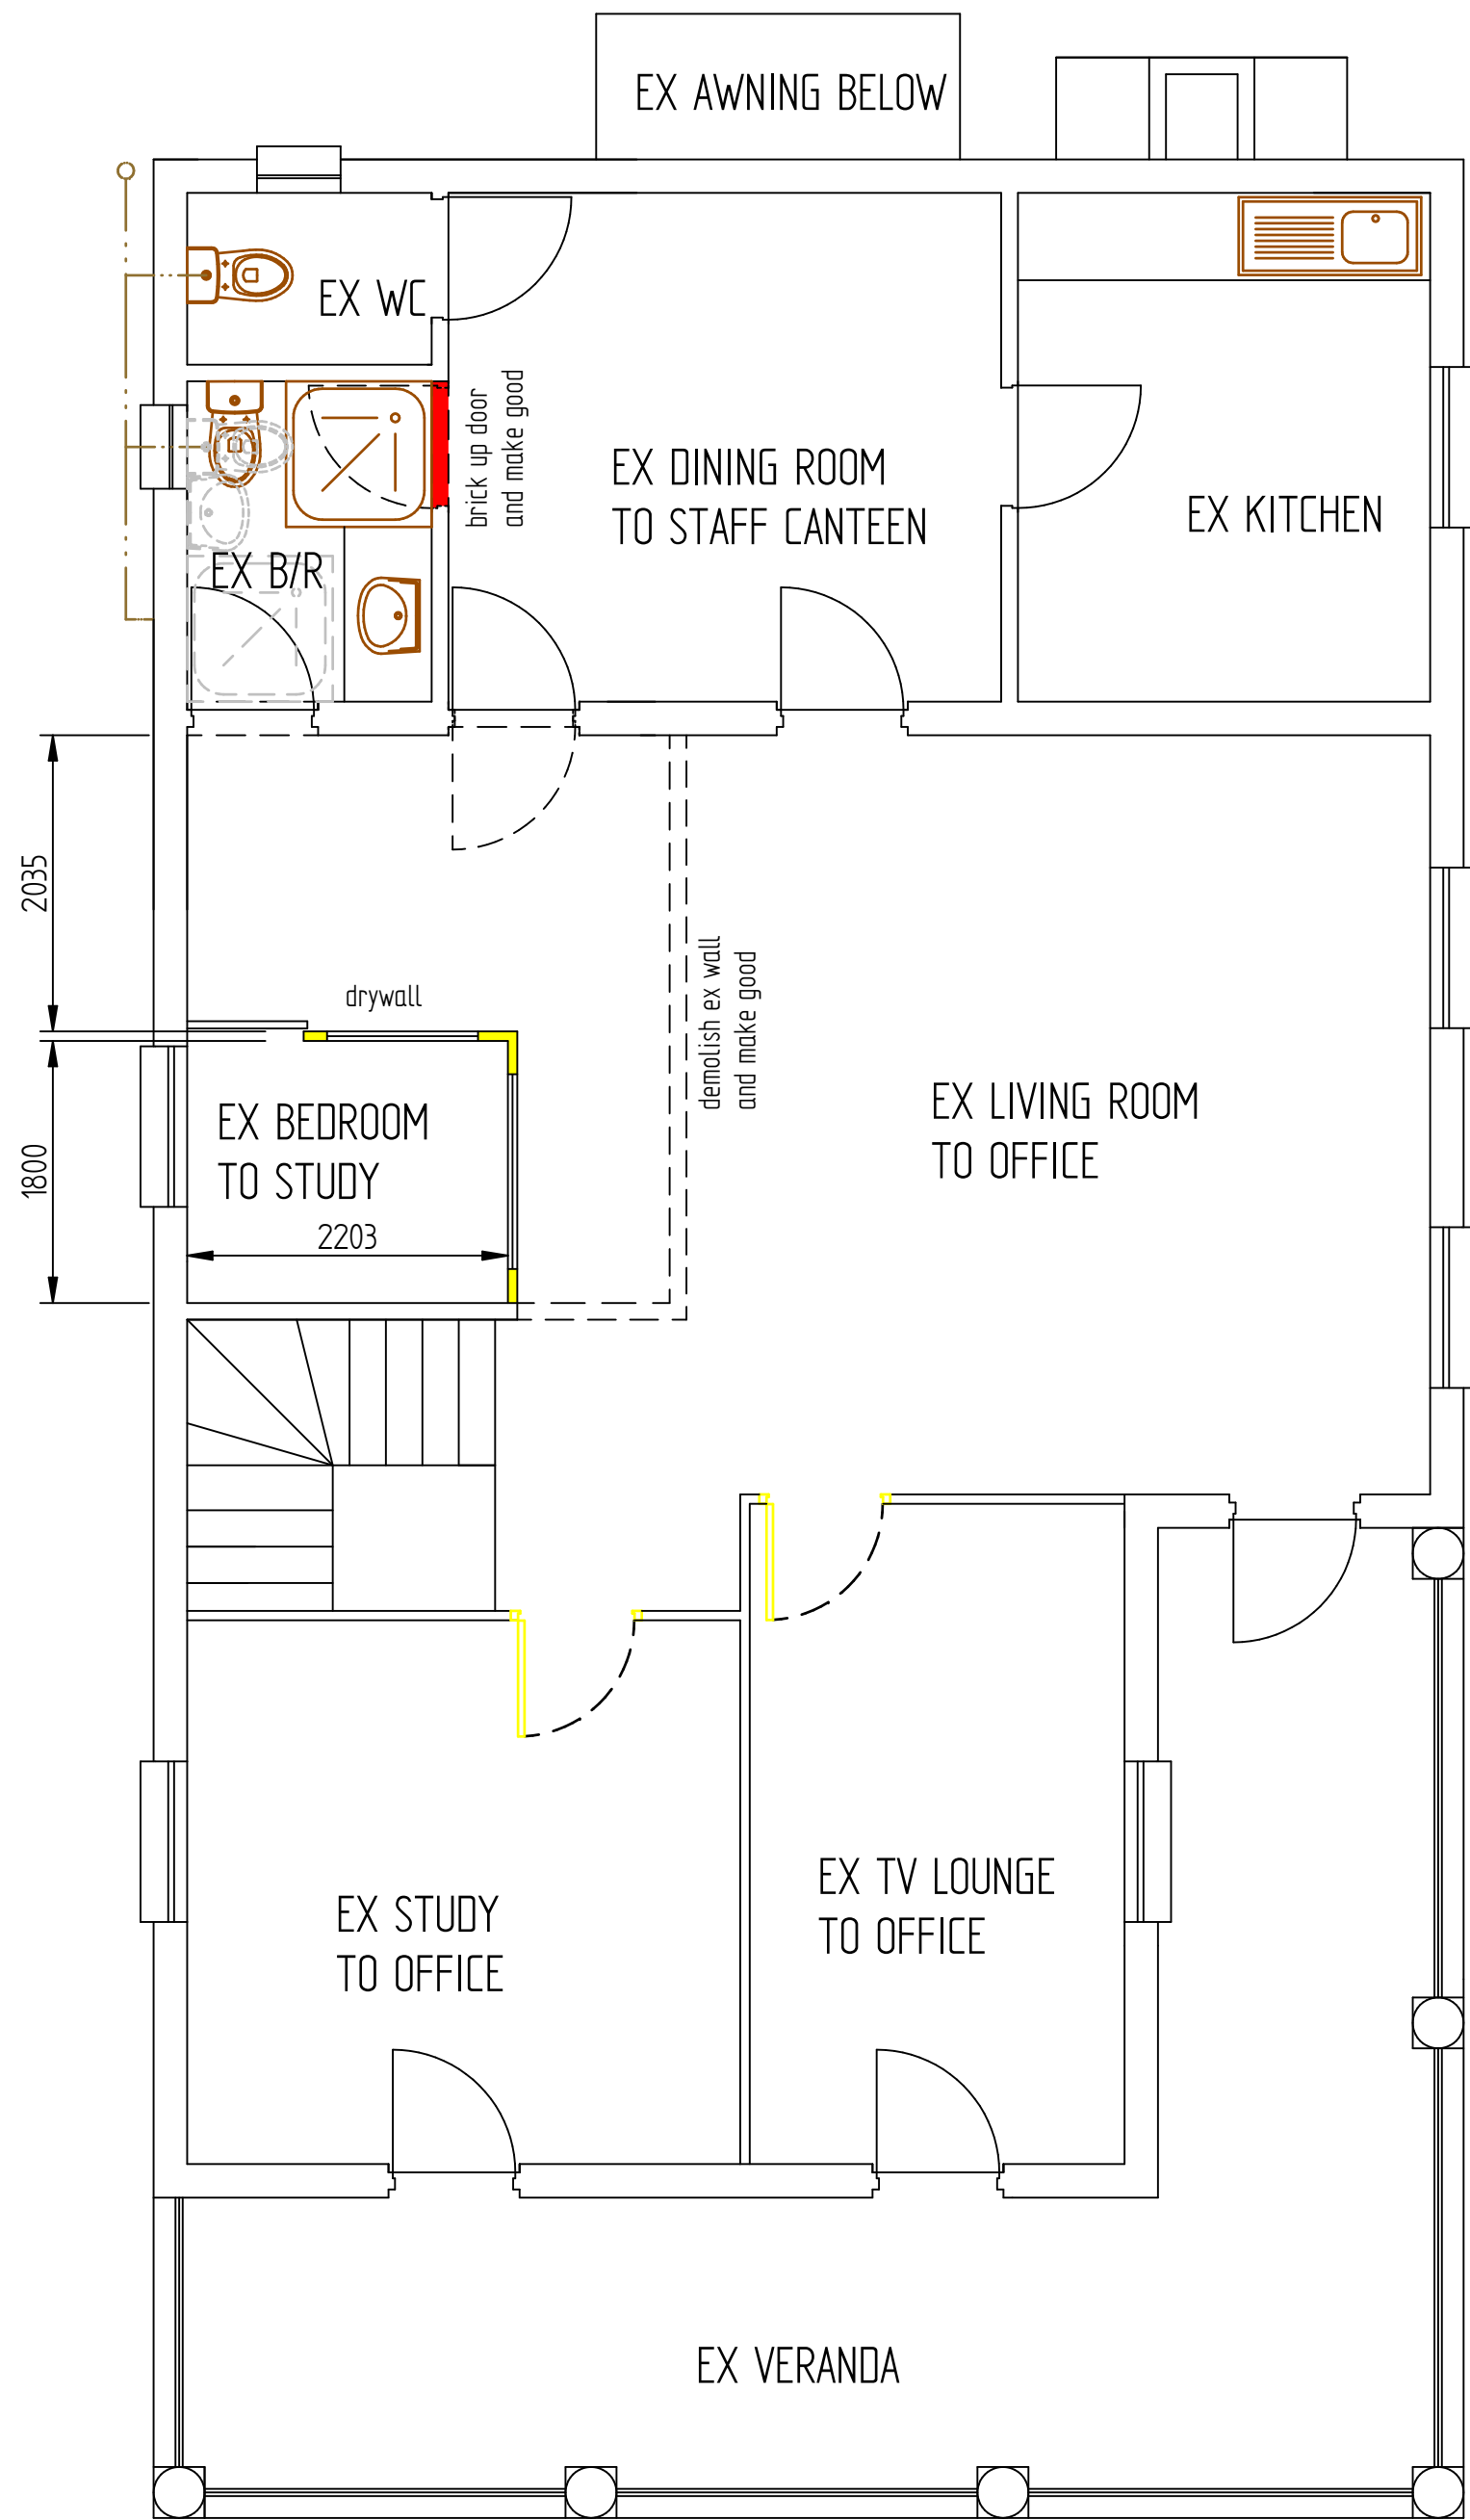 EX AWNING BELOW
EX WC
brick up door
and make good
EX DINING ROOM
TO STAFF CANTEEN
EX KITCHEN
EX B/R
2035
drywall
demolish ex wall
and make good
EX BEDROOM
TO STUDY
1800
2203
EX LIVING ROOM
TO OFFICE
EX TV LOUNGE
TO OFFICE
EX STUDY
TO OFFICE
EX VERANDA